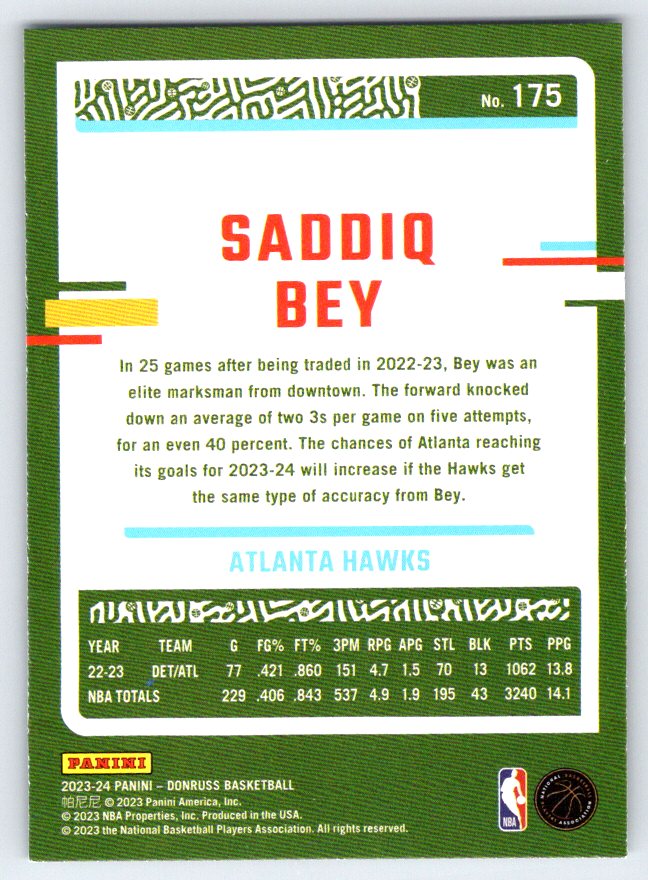 No. 175
SADDIQ
BEY
In 25 games after being traded in 2022-23, Bey was an
elite marksman from downtown. The forward knocked
down an average of two 3s per game on five attempts,
for an even 40 percent. The chances of Atlanta reaching
its goals for 2023-24 will increase if the Hawks get
the same type of accuracy from Bey.
ATLANTA HAWKS
YEAR TEAM G FG% FT% 3PM RPG APG STL BLK PTS PPG
22-23 DET/ATL 77 .421 .860 151 4.7 1.5 70 13 1062 13.8
NBA TOTALS 229 .406 .843 537 4.9 1.9 195 43 3240 14.1
PANINI
2023-24 PANINI – DONRUSS BASKETBALL
帕尼尼 © 2023 Panini America, Inc.
© 2023 NBA Properties, Inc. Produced in the USA.
© 2023 the National Basketball Players Association. All rights reserved.
NBA
NATIONAL BASKETBALL PLAYERS ASSOCIATION